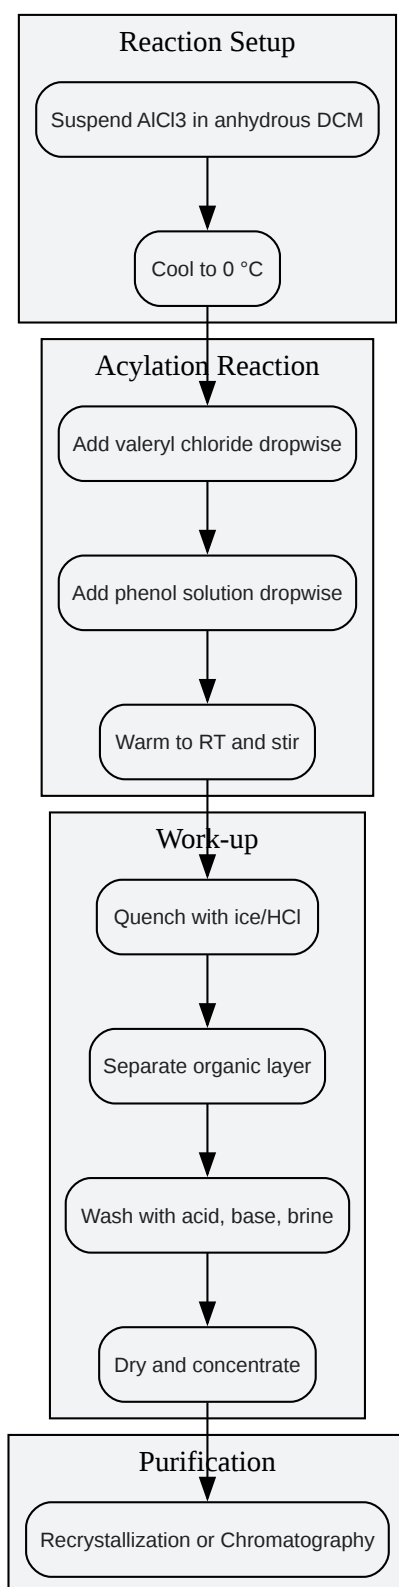 Reaction Setup
Suspend AlCl3 in anhydrous DCM
Cool to 0 °C
Acylation Reaction
Add valeryl chloride dropwise
Add phenol solution dropwise
Warm to RT and stir
Work-up
Quench with ice/HCl
Separate organic layer
Wash with acid, base, brine
Dry and concentrate
Purification
Recrystallization or Chromatography